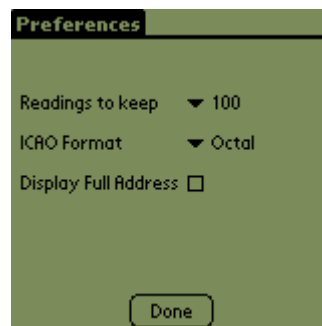 Preferences
Readings to keep 100
ICAO Format Octal
Display Full Address
Done